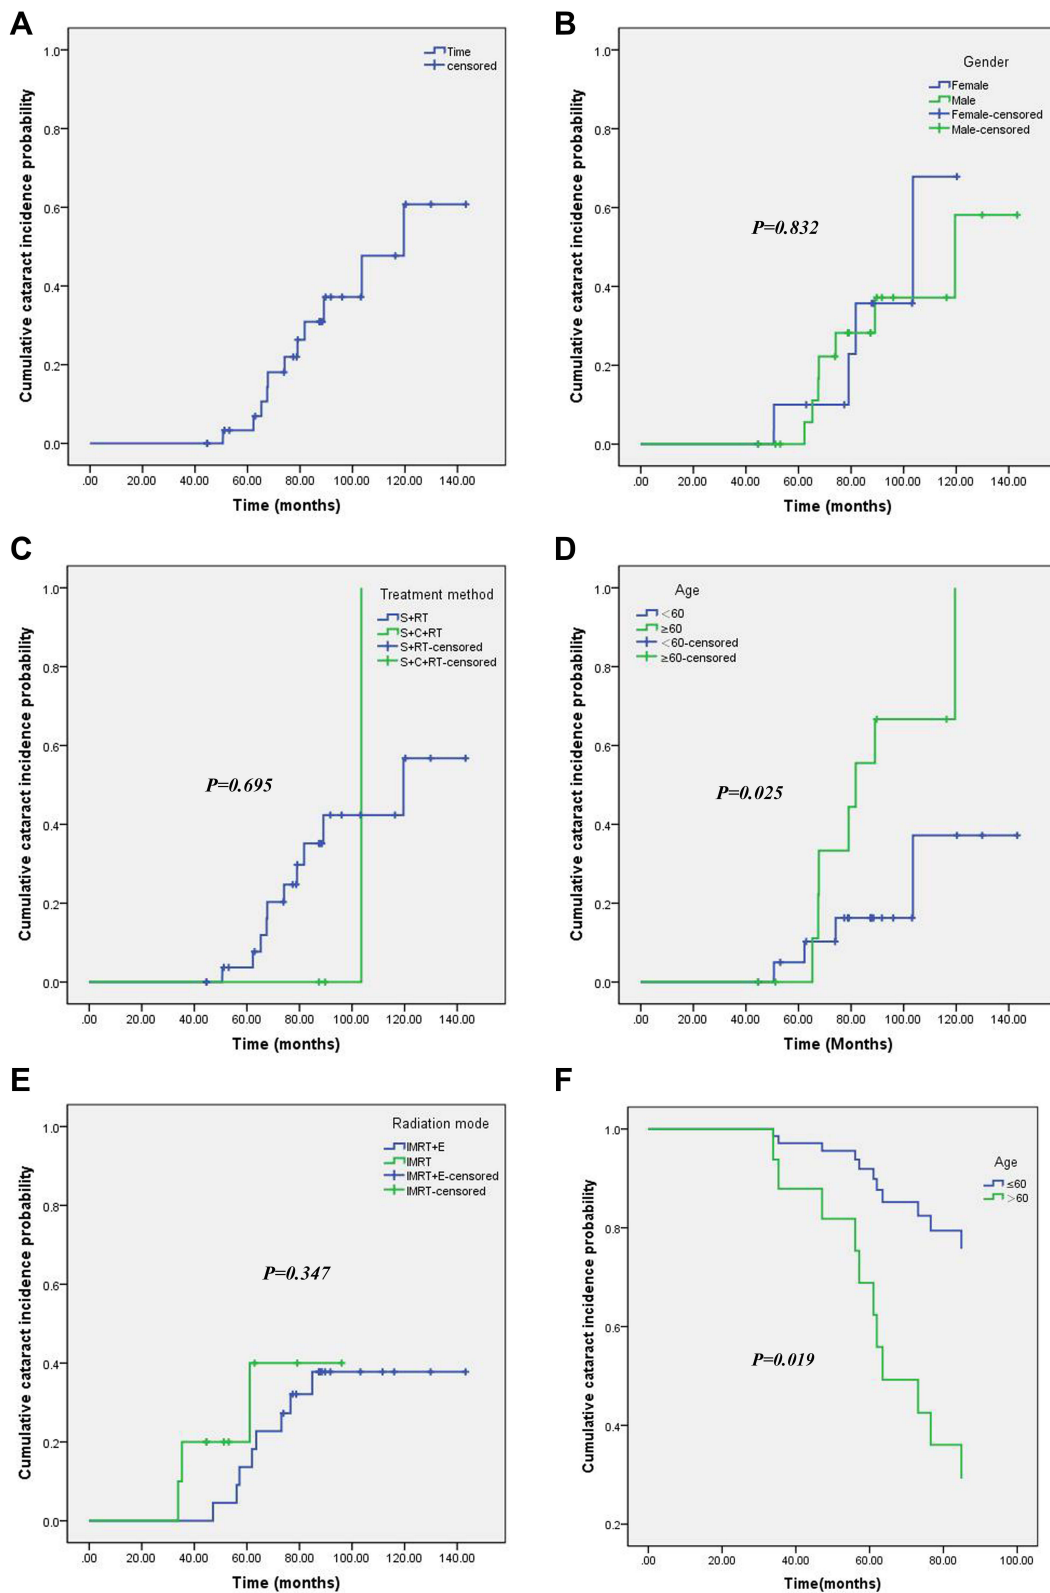 A
Cumulative cataract incidence probability
1.0
0.8
0.6
0.4
0.2
0.0
Time
censored
.00 20.00 40.00 60.00 80.00 100.00 120.00 140.00
Time (months)
B
Cumulative cataract incidence probability
1.0
0.8
0.6
0.4
0.2
0.0
Gender
Female
Male
Female-censored
Male-censored
P=0.832
.00 20.00 40.00 60.00 80.00 100.00 120.00 140.00
Time (months)
C
Cumulative cataract incidence probability
1.0
0.8
0.6
0.4
0.2
0.0
Treatment method
S+RT
S+C+RT
S+RT-censored
S+C+RT-censored
P=0.695
.00 20.00 40.00 60.00 80.00 100.00 120.00 140.00
Time (months)
D
Cumulative cataract incidence probability
1.0
0.8
0.6
0.4
0.2
0.0
Age
<60
≥60
<60-censored
≥60-censored
P=0.025
.00 20.00 40.00 60.00 80.00 100.00 120.00 140.00
Time (Months)
E
Cumulative cataract incidence probability
1.0
0.8
0.6
0.4
0.2
0.0
Radiation mode
IMRT+E
IMRT
IMRT+E-censored
IMRT-censored
P=0.347
.00 20.00 40.00 60.00 80.00 100.00 120.00 140.00
Time (months)
F
Cumulative cataract incidence probability
1.0
0.8
0.6
0.4
0.2
Age
≤60
>60
P=0.019
.00 20.00 40.00 60.00 80.00 100.00
Time(months)